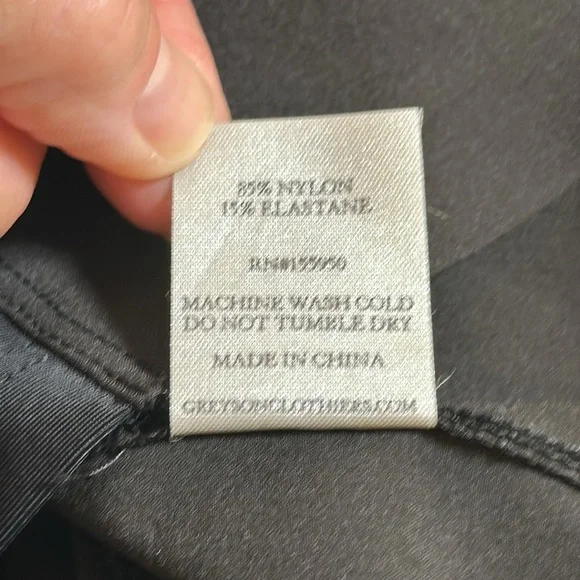 85% NYLON
15% ELASTANE
RN#155950
MACHINE WASH COLD
DO NOT TUMBLE DRY
MADE IN CHINA
GREYSONCLOTHIERS.COM